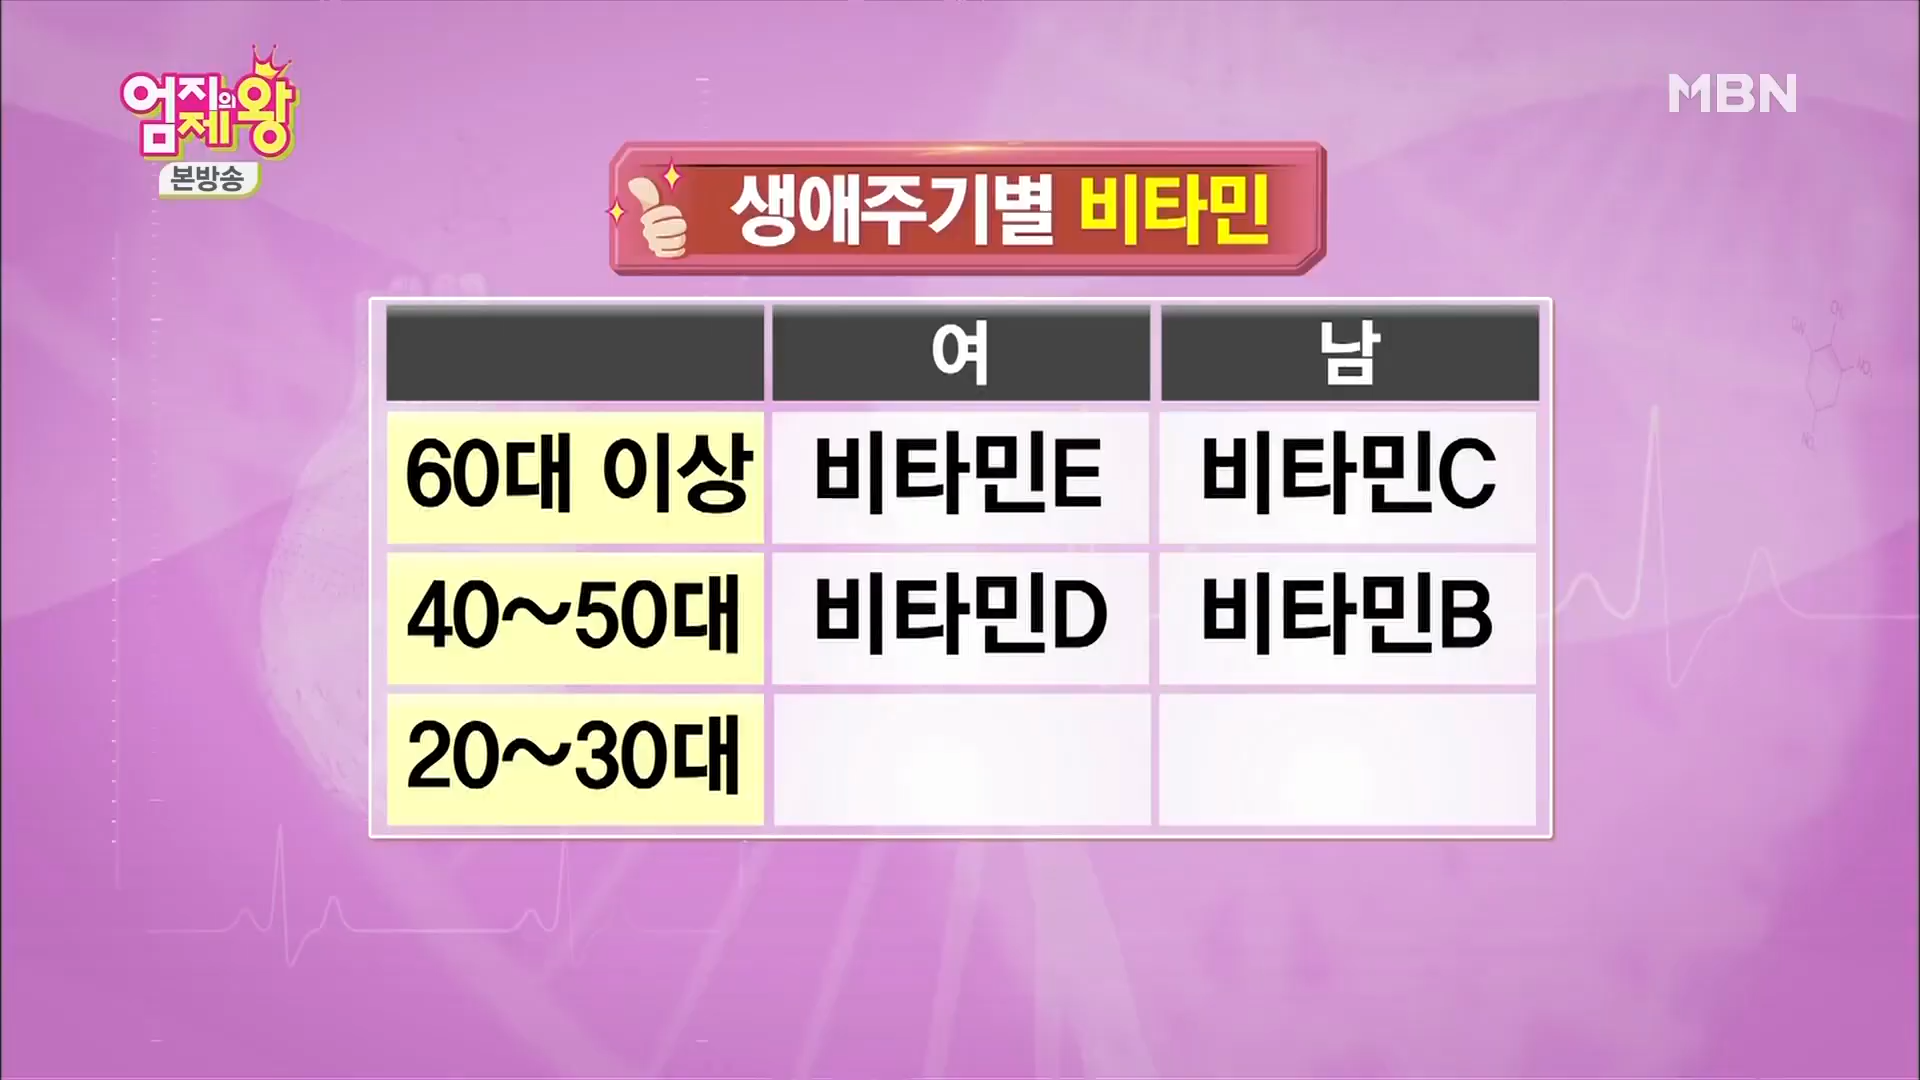 엄지의 제왕
본방송
MBN
생애주기별 비타민
여 남
60대 이상 비타민E 비타민C
40~50대 비타민D 비타민B
20~30대